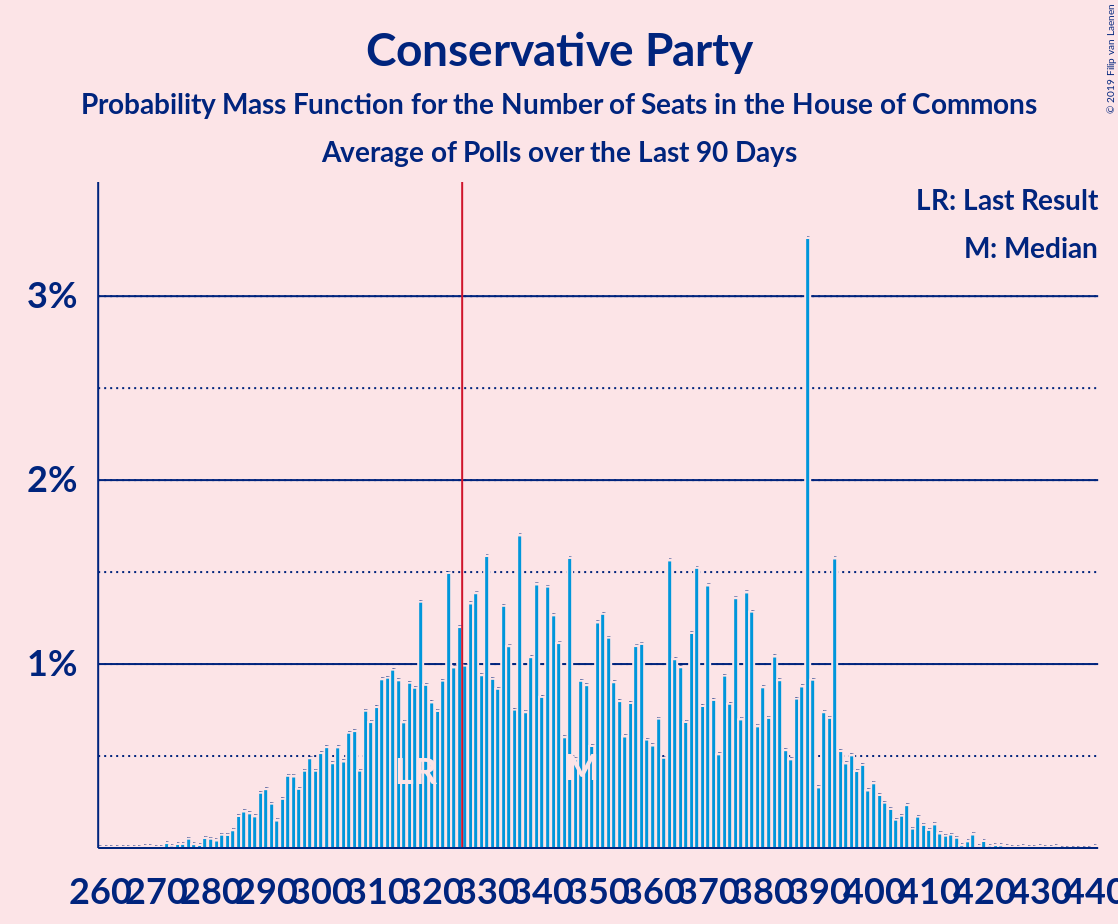 Conservative Party
Probability Mass Function for the Number of Seats in the House of Commons
Average of Polls over the Last 90 Days
© 2019 Filip van Laenen
LR: Last Result
M: Median
3%
2%
1%
LR M
260 270 280 290 300 310 320 330 340 350 360 370 380 390 400 410 420 430 440